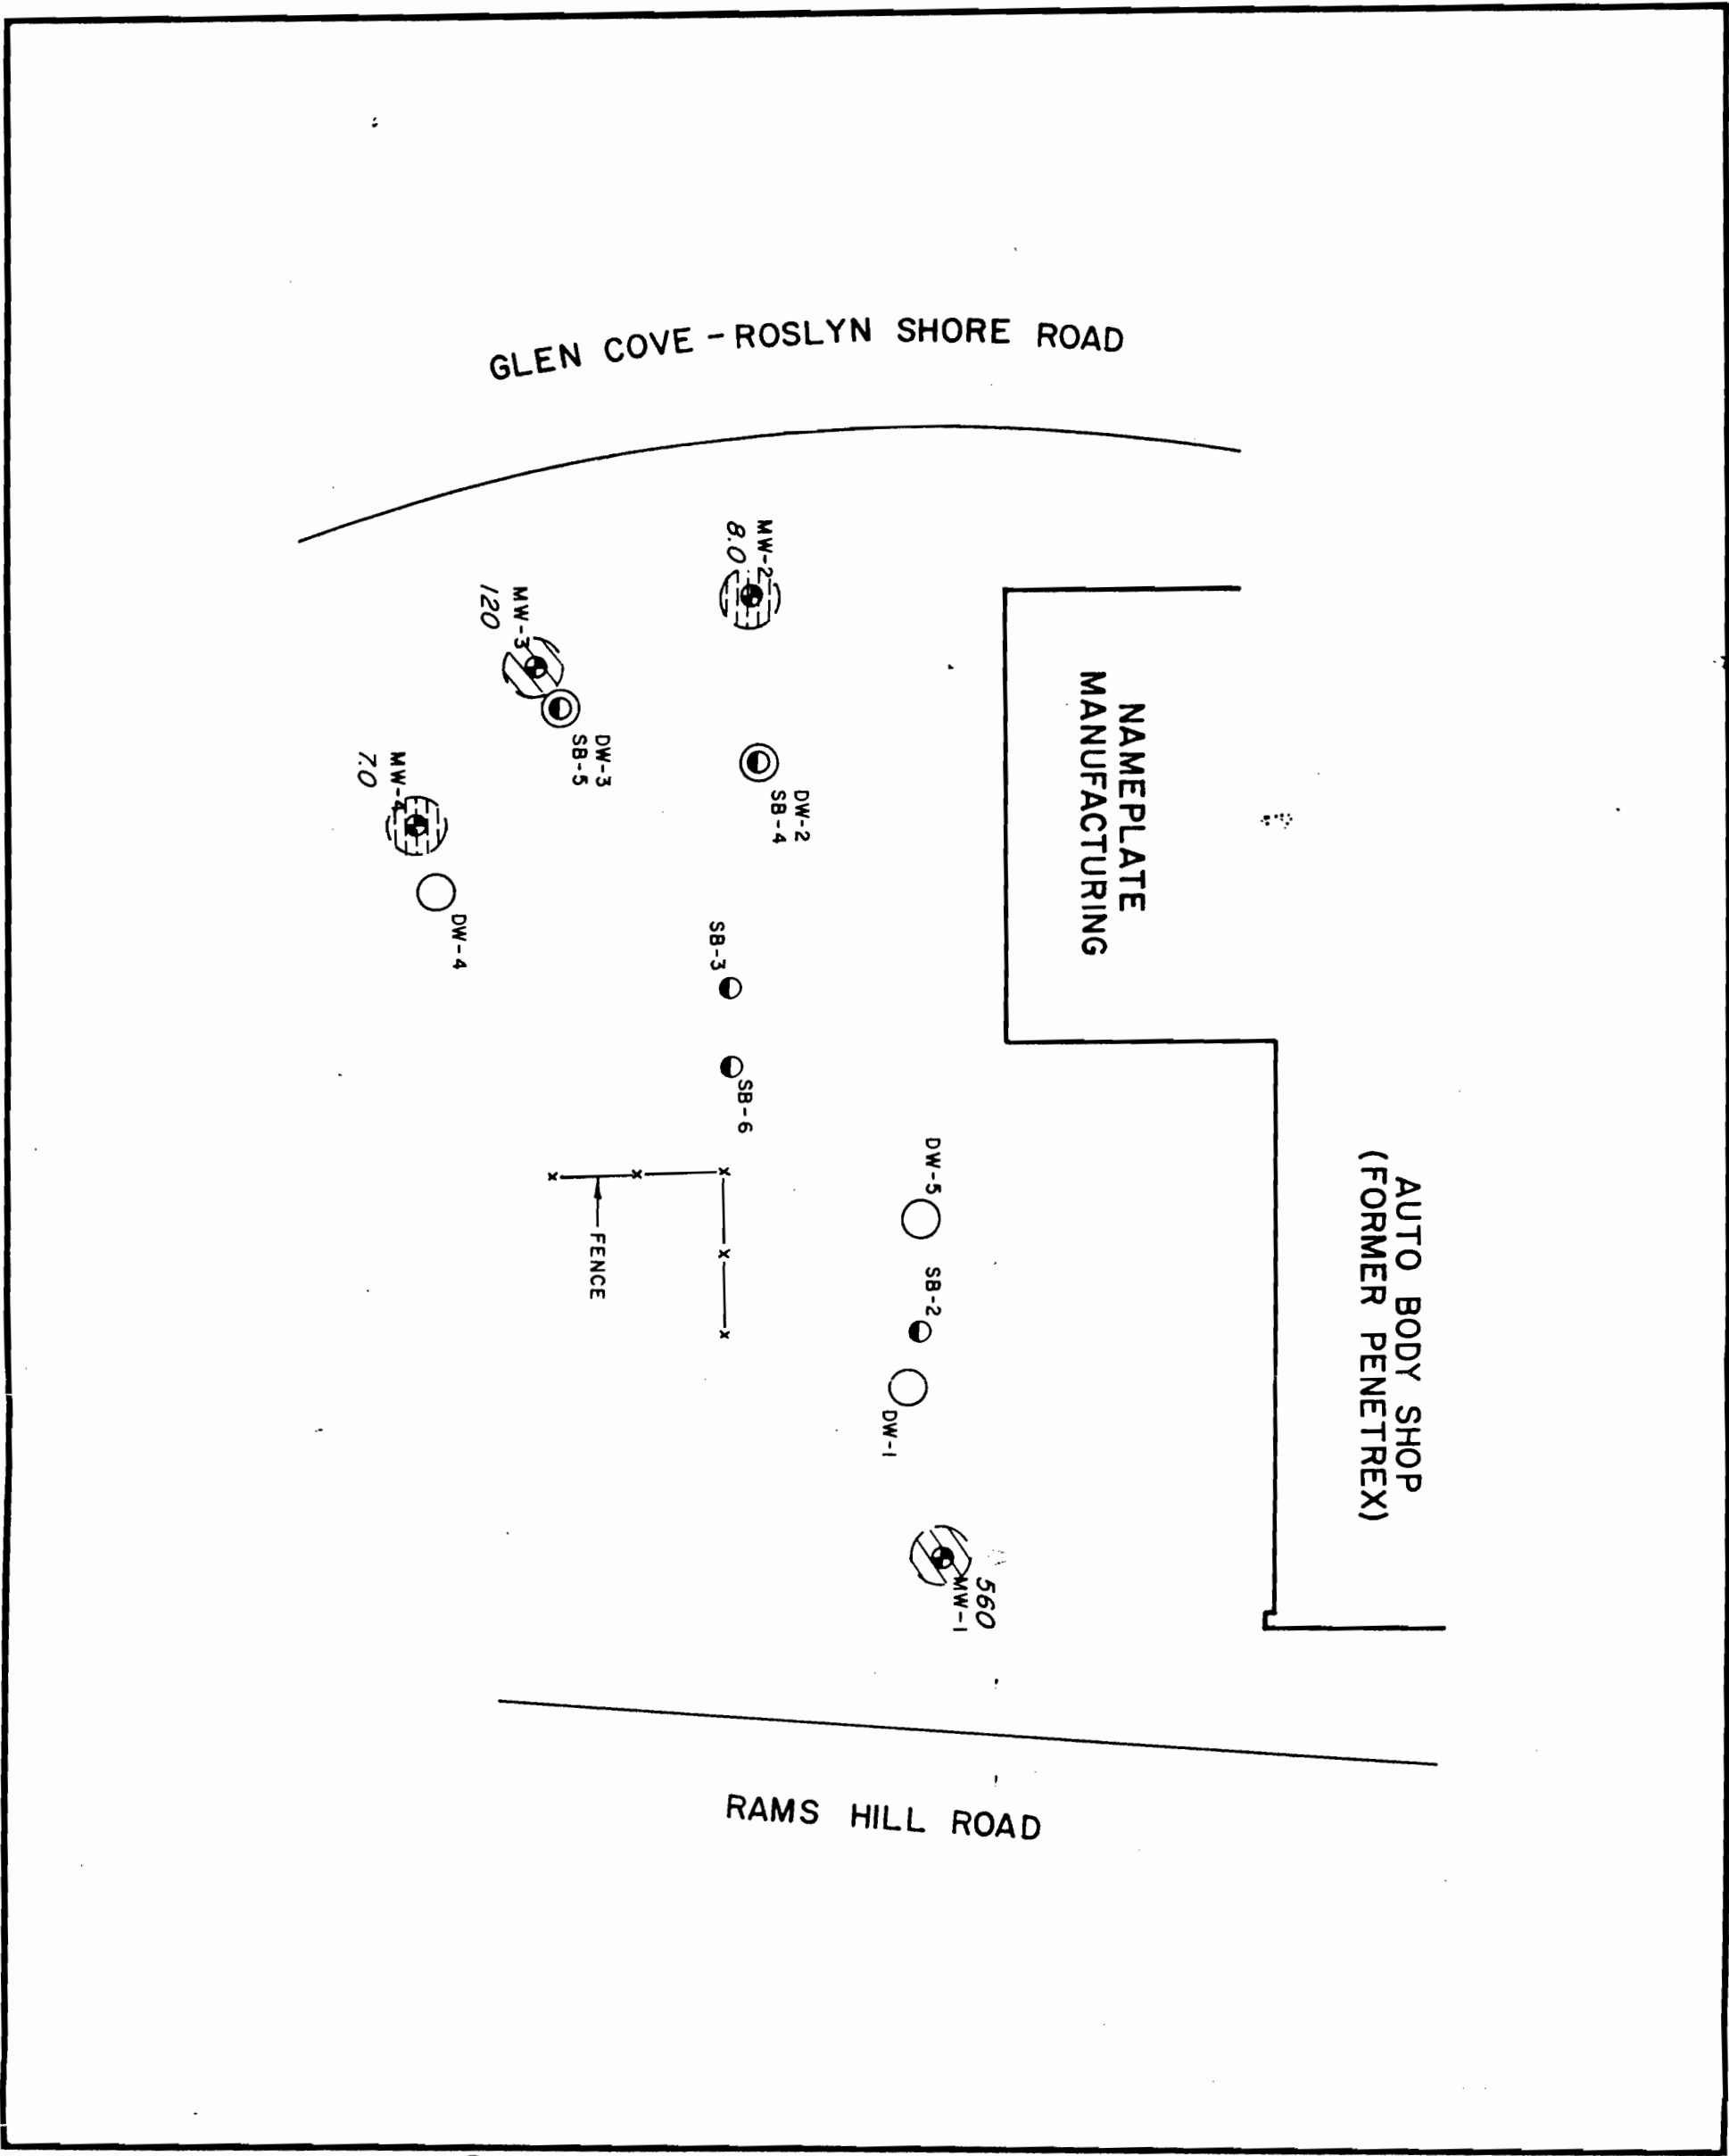 GLEN COVE - ROSLYN SHORE ROAD
MW-2
8.0
MW-3
120
DW-3
SB-5
DW-2
SB-4
MW-4
7.0
DW-4
NAMEPLATE
MANUFACTURING
SB-3
SB-6
FENCE
DW-5
SB-2
DW-1
AUTO BODY SHOP
(FORMER PENETREX)
560
MW-1
RAMS HILL ROAD